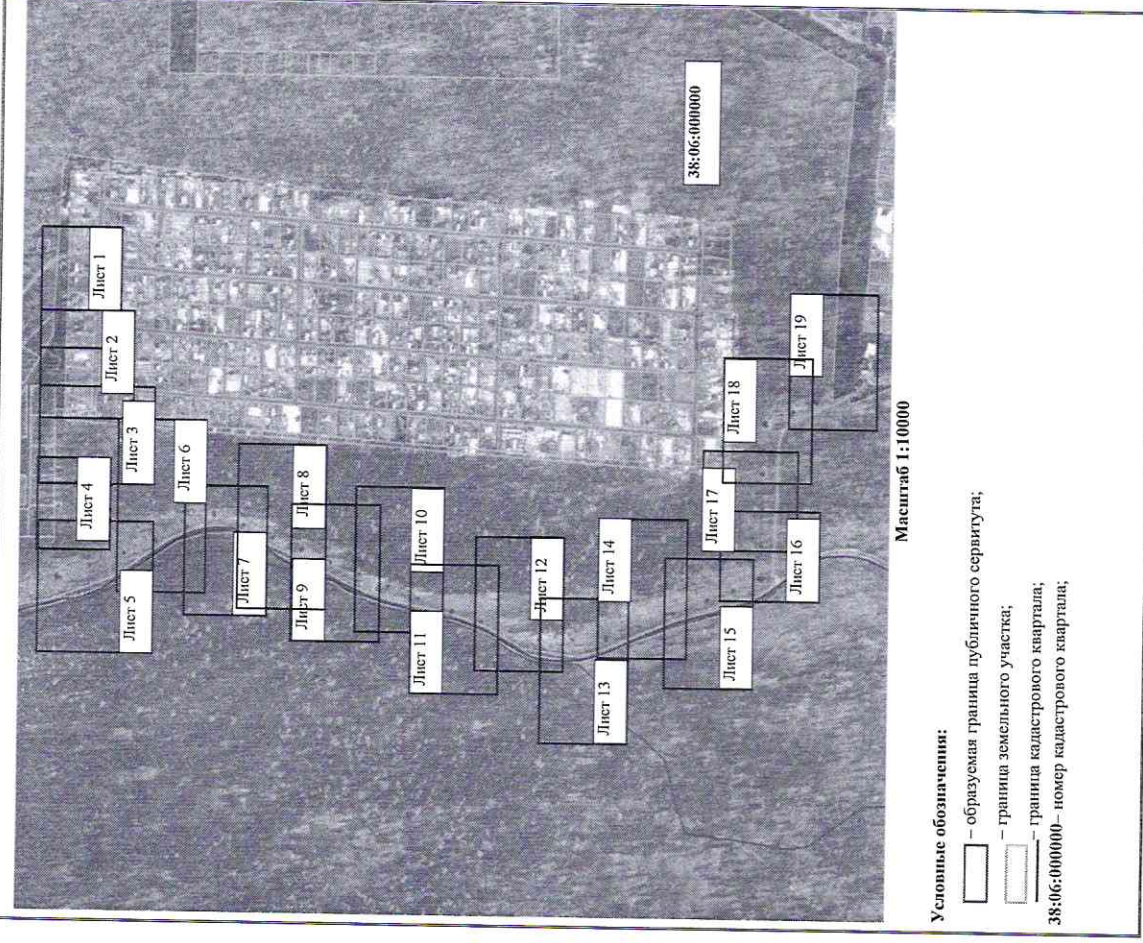 Лист 1
Лист 2
Лист 3
Лист 4
Лист 5
Лист 6
Лист 7
Лист 8
Лист 9
Лист 10
Лист 11
Лист 12
Лист 13
Лист 14
Лист 15
Лист 16
Лист 17
Лист 18
Лист 19
38:06:000000
Масштаб 1:10000
Условные обозначения:
– образуемая граница публичного сервитута;
– граница земельного участка;
– граница кадастрового квартала;
38:06:000000– номер кадастрового квартала;